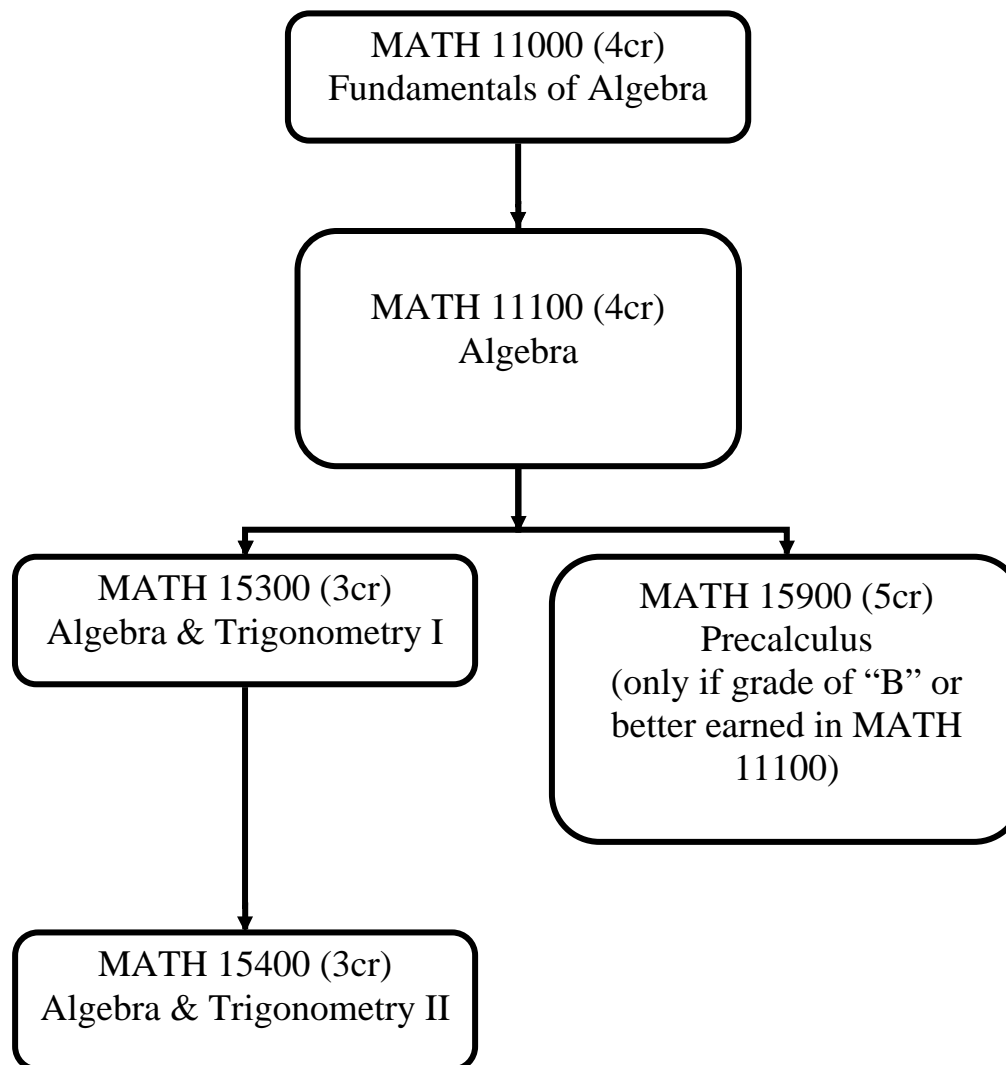 MATH 11000 (4cr)
Fundamentals of Algebra
MATH 11100 (4cr)
Algebra
MATH 15300 (3cr)
Algebra & Trigonometry I
MATH 15900 (5cr)
Precalculus
(only if grade of “B” or
better earned in MATH
11100)
MATH 15400 (3cr)
Algebra & Trigonometry II